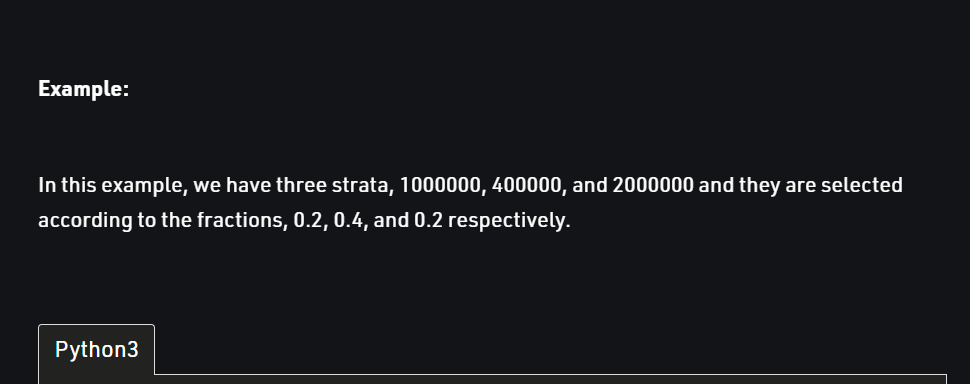 Example:
In this example, we have three strata, 1000000, 400000, and 2000000 and they are selected
according to the fractions, 0.2, 0.4, and 0.2 respectively.
Python3